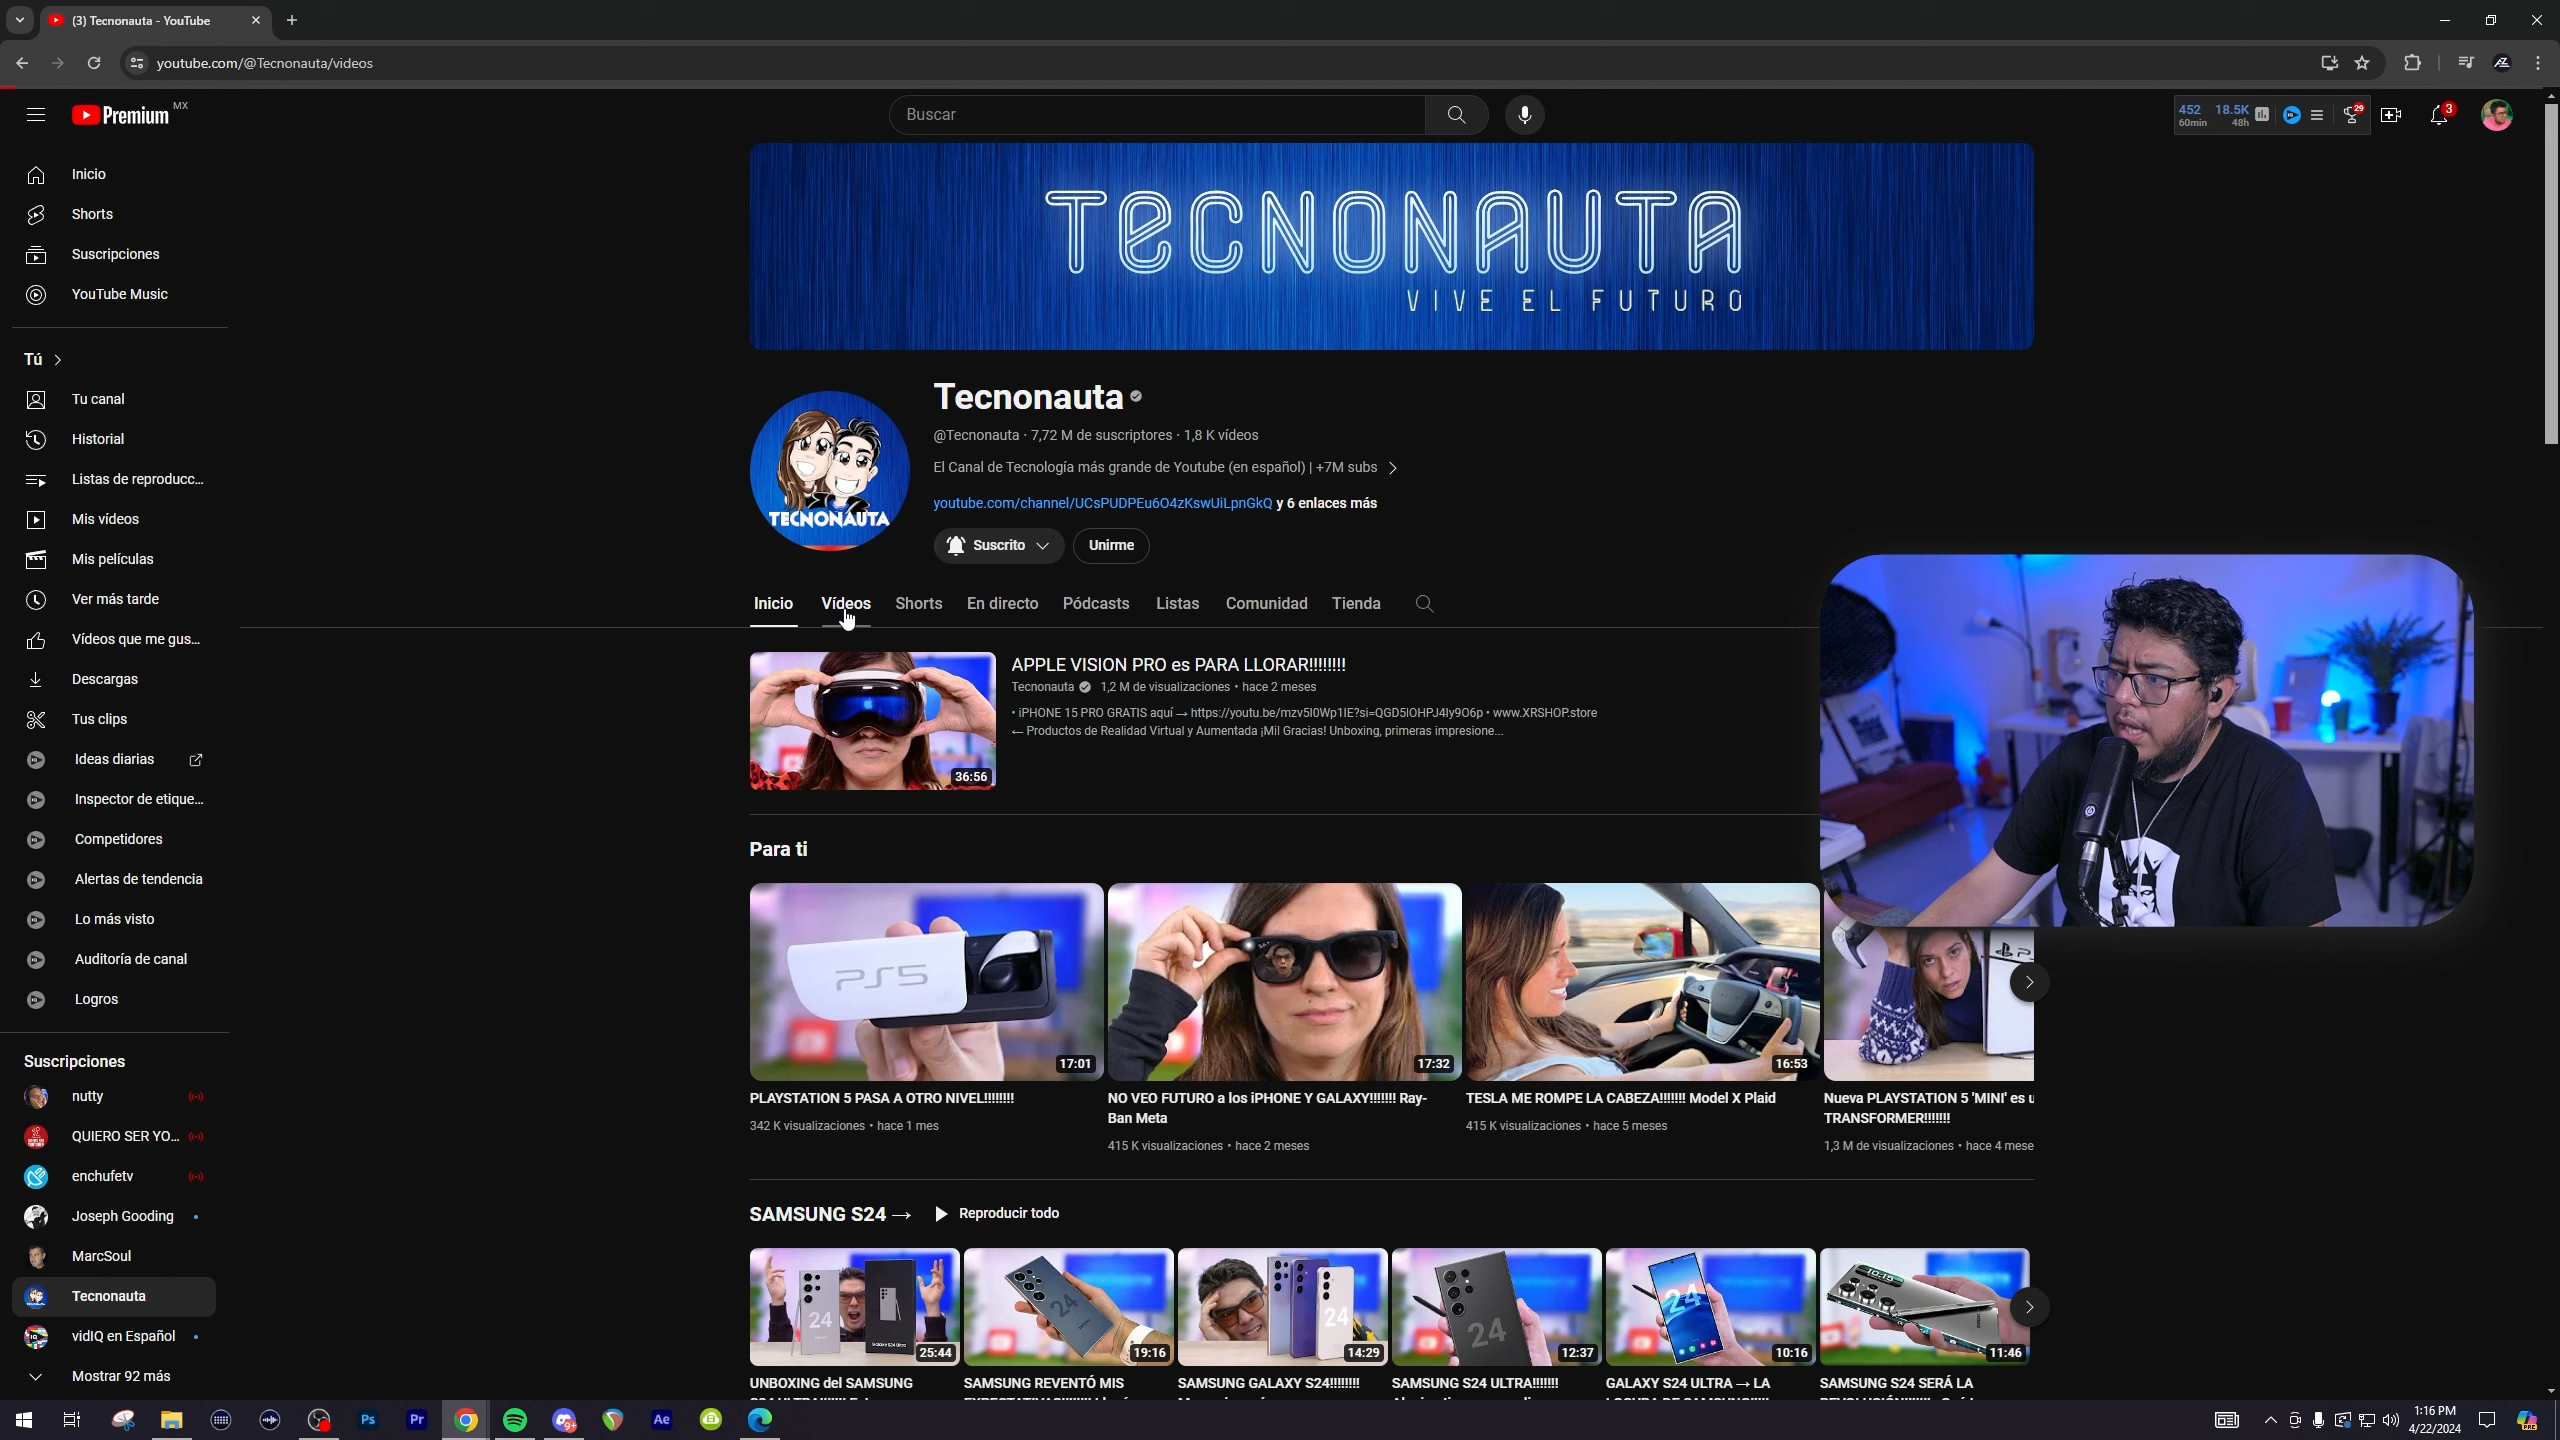 (3) Tecnonauta - YouTube
youtube.com/@Tecnonauta/videos
Premium MX
Buscar
452 60min 18.5K 48h
29
3
Inicio
Shorts
Suscripciones
YouTube Music
Tú
Tu canal
Historial
Listas de reproducc...
Mis vídeos
Mis películas
Ver más tarde
Vídeos que me gus...
Descargas
Tus clips
Ideas diarias
Inspector de etique...
Competidores
Alertas de tendencia
Lo más visto
Auditoría de canal
Logros
Suscripciones
nutty
QUIERO SER YO...
enchufetv
Joseph Gooding
MarcSoul
Tecnonauta
vidIQ en Español
Mostrar 92 más
TECNONAUTA
VIVE EL FUTURO
TECNONAUTA
Tecnonauta
@Tecnonauta · 7,72 M de suscriptores · 1,8 K vídeos
El Canal de Tecnología más grande de Youtube (en español) | +7M subs
youtube.com/channel/UCsPUDPEu6O4zKswUiLpnGkQ y 6 enlaces más
Suscrito
Unirme
Inicio Vídeos Shorts En directo Pódcasts Listas Comunidad Tienda
36:56
APPLE VISION PRO es PARA LLORAR!!!!!!!!
Tecnonauta 1,2 M de visualizaciones • hace 2 meses
• iPHONE 15 PRO GRATIS aquí → https://youtu.be/mzv5I0Wp1IE?si=QGD5IOHPJ4Iy9O6p • www.XRSHOP.store
← Productos de Realidad Virtual y Aumentada ¡Mil Gracias! Unboxing, primeras impresione...
Para ti
PS5
17:01
17:32
16:53
PLAYSTATION 5 PASA A OTRO NIVEL!!!!!!!!
342 K visualizaciones • hace 1 mes
NO VEO FUTURO a los iPHONE Y GALAXY!!!!!!! Ray-
Ban Meta
415 K visualizaciones • hace 2 meses
TESLA ME ROMPE LA CABEZA!!!!!!! Model X Plaid
415 K visualizaciones • hace 5 meses
Nueva PLAYSTATION 5 'MINI' es u
TRANSFORMER!!!!!!!
1,3 M de visualizaciones • hace 4 mese
SAMSUNG S24 →
Reproducir todo
24
25:44
24
19:16
24
14:29
24
12:37
24
10:16
11:46
UNBOXING del SAMSUNG
SAMSUNG REVENTÓ MIS
SAMSUNG GALAXY S24!!!!!!!!
SAMSUNG S24 ULTRA!!!!!!!
GALAXY S24 ULTRA → LA
SAMSUNG S24 SERÁ LA
Ps
Pr
9+
Ae
1:16 PM
4/22/2024